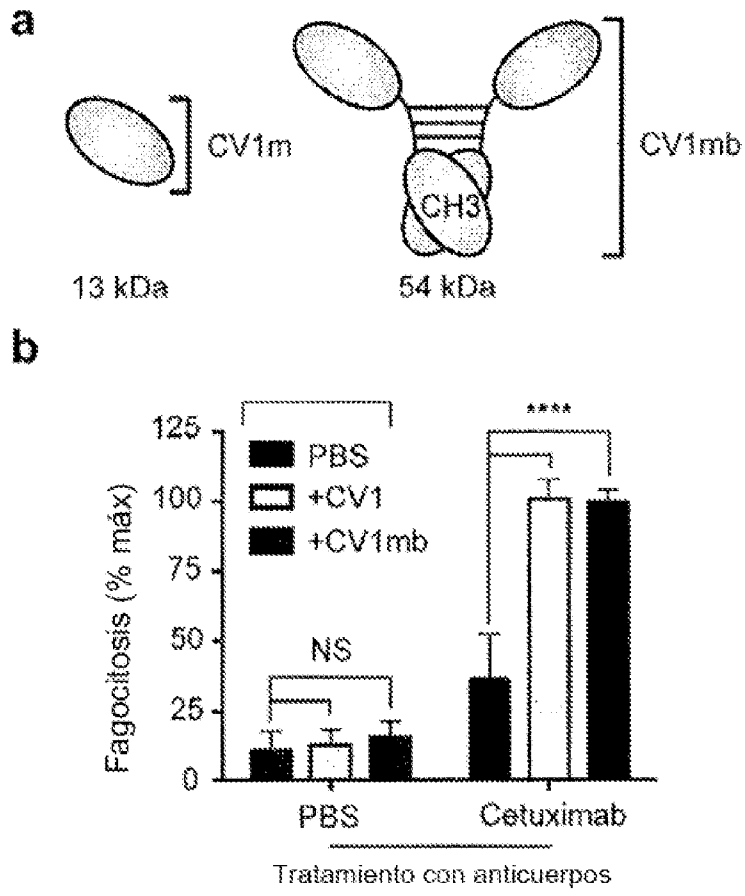 a
CV1m
CV1mb
CH3
13 kDa
54 kDa
b
Fagocitosis (% máx)
125
100
75
50
25
0
PBS
+CV1
+CV1mb
NS
****
PBS
Cetuximab
Tratamiento con anticuerpos